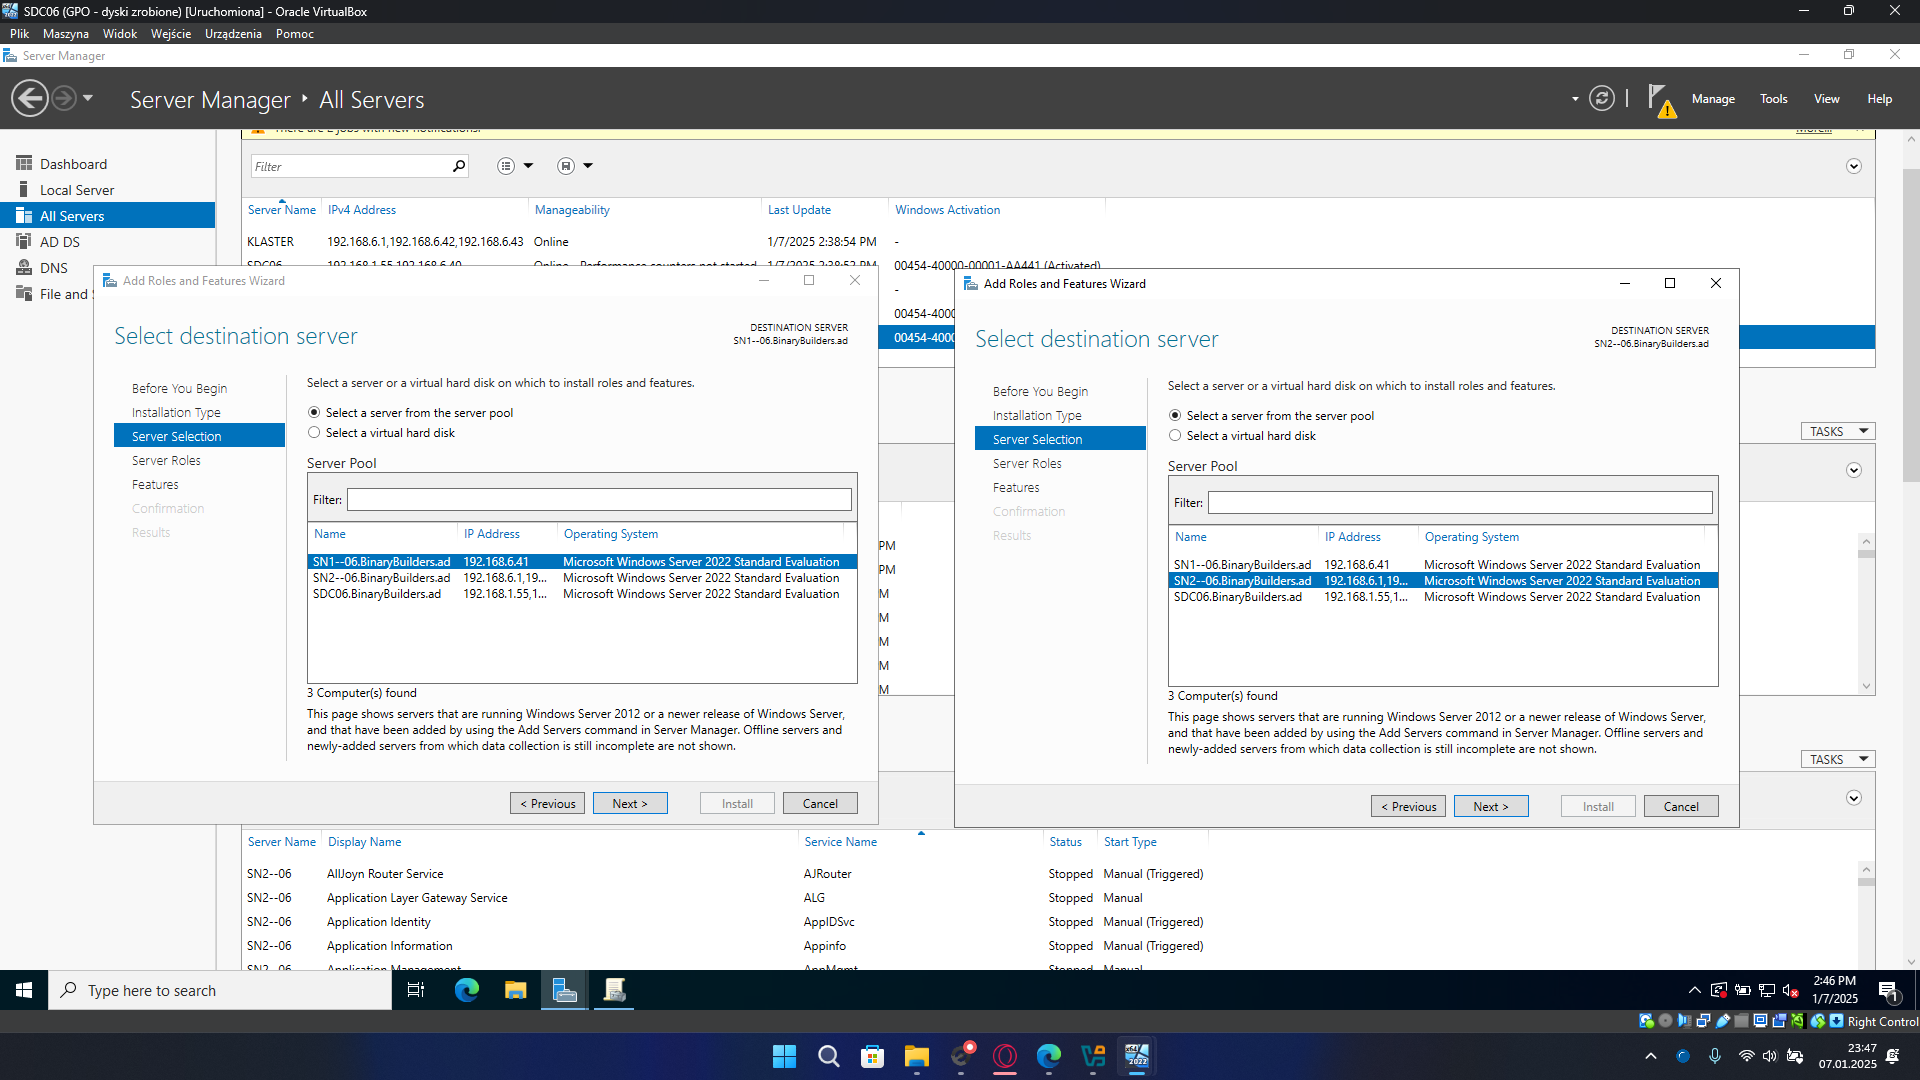 SDC06 (GPO - dyski zrobione) [Uruchomiona] - Oracle VirtualBox
Plik Maszyna Widok Wejście Urządzenia Pomoc
Server Manager
Server Manager All Servers
Manage Tools View Help
Dashboard
Local Server
All Servers
AD DS
DNS
File and
There are 2 jobs with new notifications.
More...
Filter
Server Name IPv4 Address Manageability Last Update Windows Activation
KLASTER 192.168.6.1,192.168.6.42,192.168.6.43 Online 1/7/2025 2:38:54 PM -
SDC06 192.168.1.55,192.168.6.40 Online - Performance counters not started 1/7/2025 2:38:52 PM 00454-40000-00001-AA441 (Activated)
-
00454-4000
00454-4000
TASKS
PM
PM
M
M
M
M
M
TASKS
Add Roles and Features Wizard
Select destination server
DESTINATION SERVER
SN1--06.BinaryBuilders.ad
Before You Begin
Installation Type
Server Selection
Server Roles
Features
Confirmation
Results
Select a server or a virtual hard disk on which to install roles and features.
Select a server from the server pool
Select a virtual hard disk
Server Pool
Filter:
Name IP Address Operating System
SN1--06.BinaryBuilders.ad 192.168.6.41 Microsoft Windows Server 2022 Standard Evaluation
SN2--06.BinaryBuilders.ad 192.168.6.1,19... Microsoft Windows Server 2022 Standard Evaluation
SDC06.BinaryBuilders.ad 192.168.1.55,1... Microsoft Windows Server 2022 Standard Evaluation
3 Computer(s) found
This page shows servers that are running Windows Server 2012 or a newer release of Windows Server,
and that have been added by using the Add Servers command in Server Manager. Offline servers and
newly-added servers from which data collection is still incomplete are not shown.
< Previous Next > Install Cancel
Add Roles and Features Wizard
Select destination server
DESTINATION SERVER
SN2--06.BinaryBuilders.ad
Before You Begin
Installation Type
Server Selection
Server Roles
Features
Confirmation
Results
Select a server or a virtual hard disk on which to install roles and features.
Select a server from the server pool
Select a virtual hard disk
Server Pool
Filter:
Name IP Address Operating System
SN1--06.BinaryBuilders.ad 192.168.6.41 Microsoft Windows Server 2022 Standard Evaluation
SN2--06.BinaryBuilders.ad 192.168.6.1,19... Microsoft Windows Server 2022 Standard Evaluation
SDC06.BinaryBuilders.ad 192.168.1.55,1... Microsoft Windows Server 2022 Standard Evaluation
3 Computer(s) found
This page shows servers that are running Windows Server 2012 or a newer release of Windows Server,
and that have been added by using the Add Servers command in Server Manager. Offline servers and
newly-added servers from which data collection is still incomplete are not shown.
< Previous Next > Install Cancel
Server Name Display Name Service Name Status Start Type
SN2--06 AllJoyn Router Service AJRouter Stopped Manual (Triggered)
SN2--06 Application Layer Gateway Service ALG Stopped Manual
SN2--06 Application Identity AppIDSvc Stopped Manual (Triggered)
SN2--06 Application Information Appinfo Stopped Manual (Triggered)
SN2--06 Application Management AppMgmt Stopped Manual
Type here to search
2:46 PM
1/7/2025
1
Right Control
23:47
07.01.2025